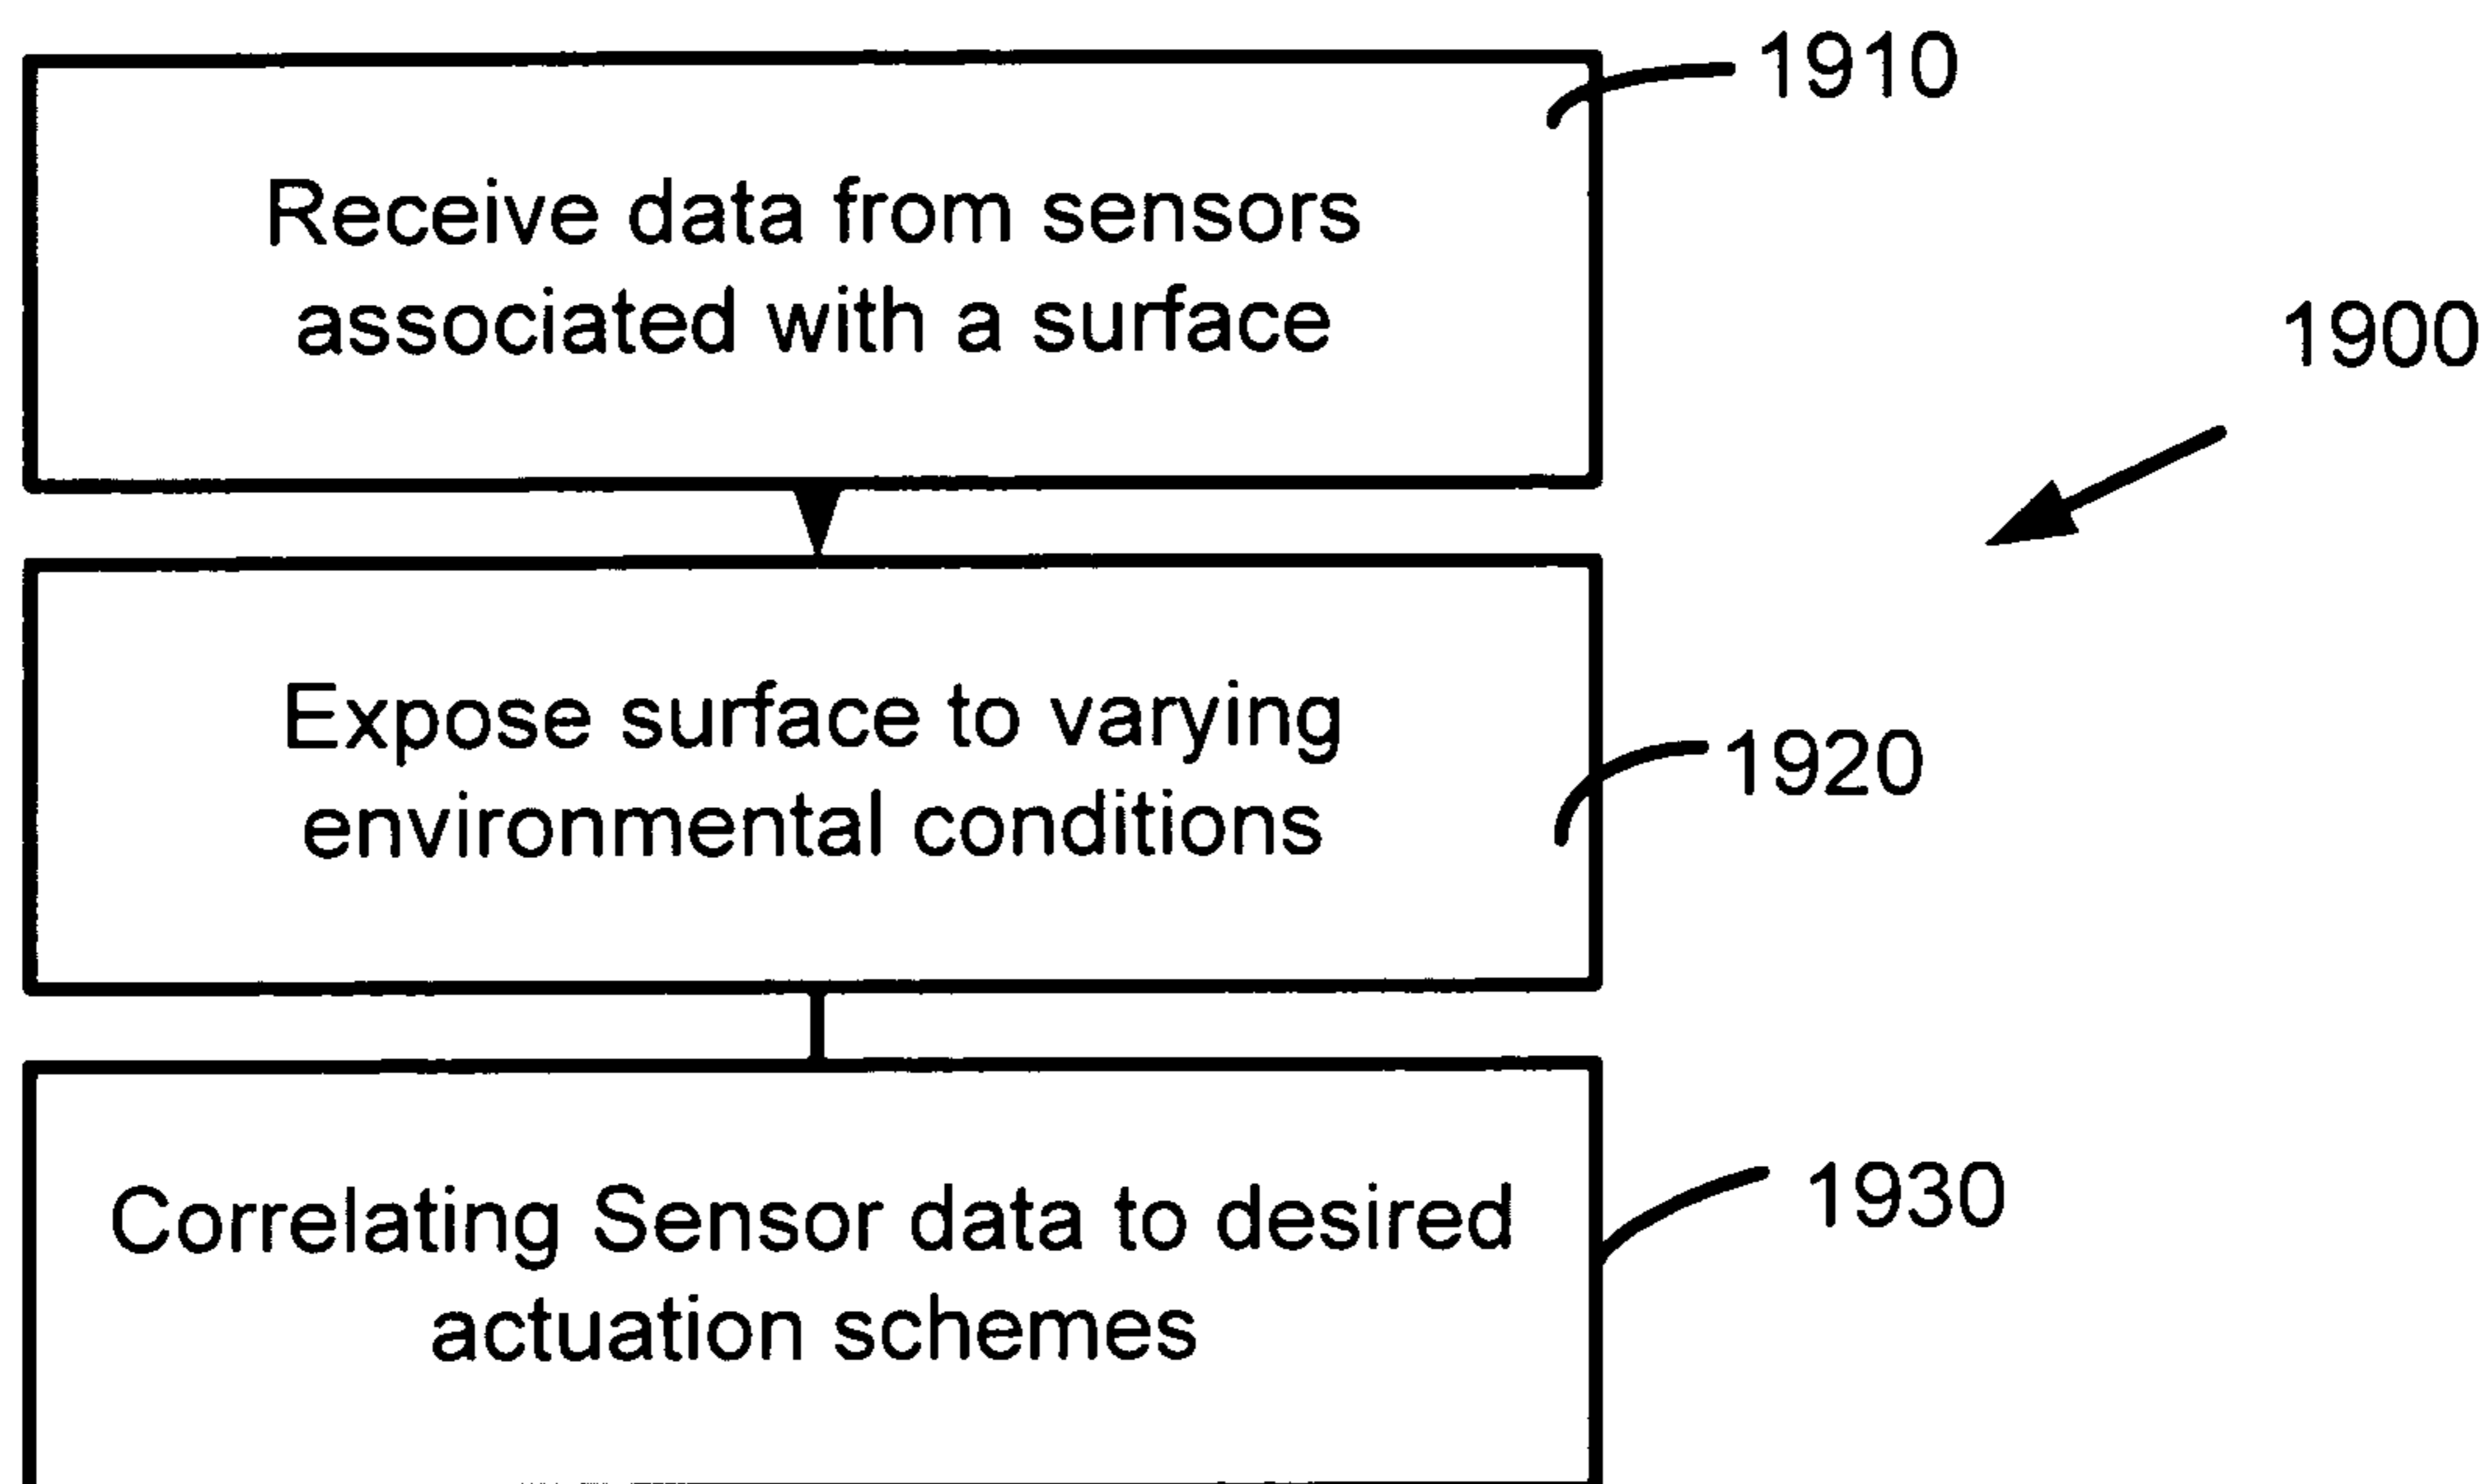 1910
Receive data from sensors
associated with a surface
1900
Expose surface to varying
environmental conditions
1920
Correlating Sensor data to desired
actuation schemes
1930